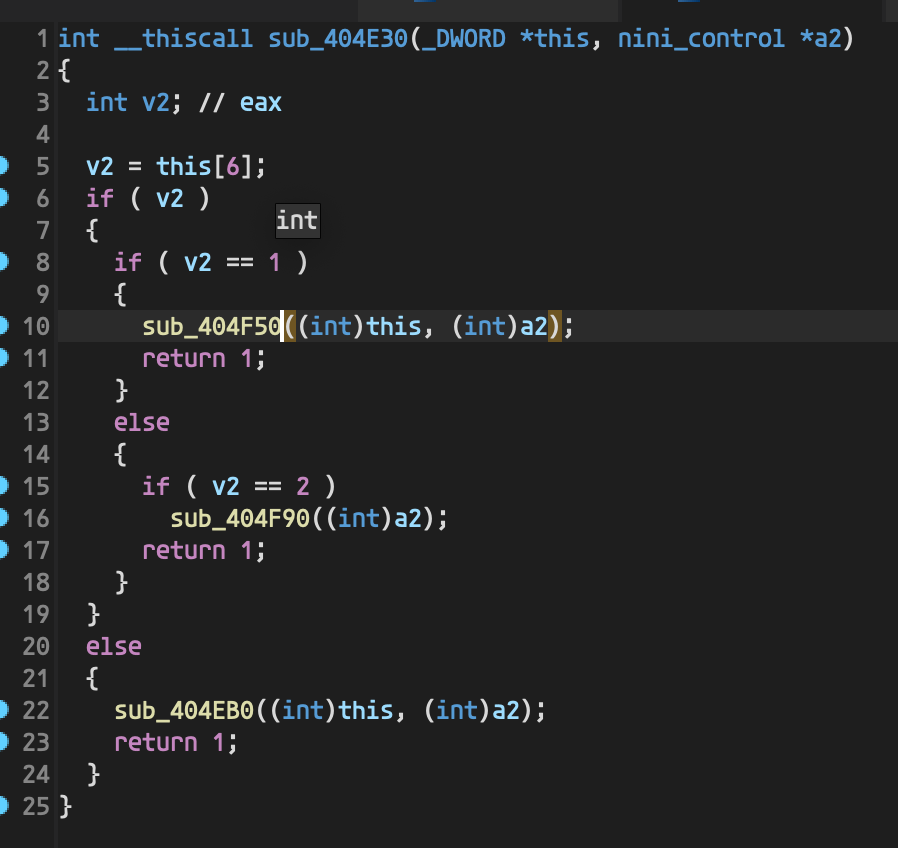 1 int __thiscall sub_404E30(_DWORD *this, nini_control *a2)
2 {
3   int v2; // eax
4
5   v2 = this[6];
6   if ( v2 )
int
7   {
8     if ( v2 == 1 )
9     {
10       sub_404F50((int)this, (int)a2);
11       return 1;
12     }
13     else
14     {
15       if ( v2 == 2 )
16         sub_404F90((int)a2);
17       return 1;
18     }
19   }
20   else
21   {
22     sub_404EB0((int)this, (int)a2);
23     return 1;
24   }
25 }